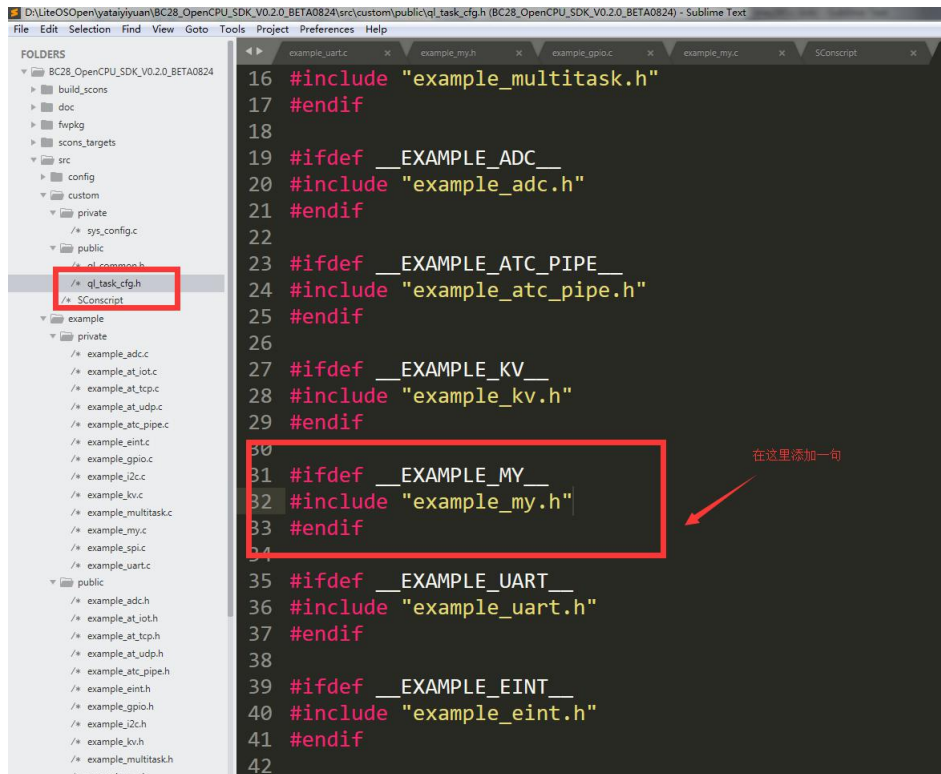 D:\LiteOSOpen\yataiyiyuan\BC28_OpenCPU_SDK_V0.2.0_BETA0824\src\custom\public\ql_task_cfg.h (BC28_OpenCPU_SDK_V0.2.0_BETA0824) - Sublime Text
File Edit Selection Find View Goto Tools Project Preferences Help
FOLDERS
BC28_OpenCPU_SDK_V0.2.0_BETA0824
build_scons
doc
fwpkg
scons_targets
src
config
custom
private
/* sys_config.c
public
/* ql_common.h
/* ql_task_cfg.h
/* SConscript
example
private
/* example_adc.c
/* example_at_iot.c
/* example_at_tcp.c
/* example_at_udp.c
/* example_atc_pipe.c
/* example_eint.c
/* example_gpio.c
/* example_i2c.c
/* example_kv.c
/* example_multitask.c
/* example_my.c
/* example_spi.c
/* example_uart.c
public
/* example_adc.h
/* example_at_iot.h
/* example_at_tcp.h
/* example_at_udp.h
/* example_atc_pipe.h
/* example_eint.h
/* example_gpio.h
/* example_i2c.h
/* example_kv.h
/* example_multitask.h
example_uart.c × example_my.h × example_gpio.c × example_my.c × SConscript ×
16 #include "example_multitask.h"
17 #endif
18
19 #ifdef __EXAMPLE_ADC__
20 #include "example_adc.h"
21 #endif
22
23 #ifdef __EXAMPLE_ATC_PIPE__
24 #include "example_atc_pipe.h"
25 #endif
26
27 #ifdef __EXAMPLE_KV__
28 #include "example_kv.h"
29 #endif
30
31 #ifdef __EXAMPLE_MY__
32 #include "example_my.h"
33 #endif
34
35 #ifdef __EXAMPLE_UART__
36 #include "example_uart.h"
37 #endif
38
39 #ifdef __EXAMPLE_EINT__
40 #include "example_eint.h"
41 #endif
42
在这里添加一句